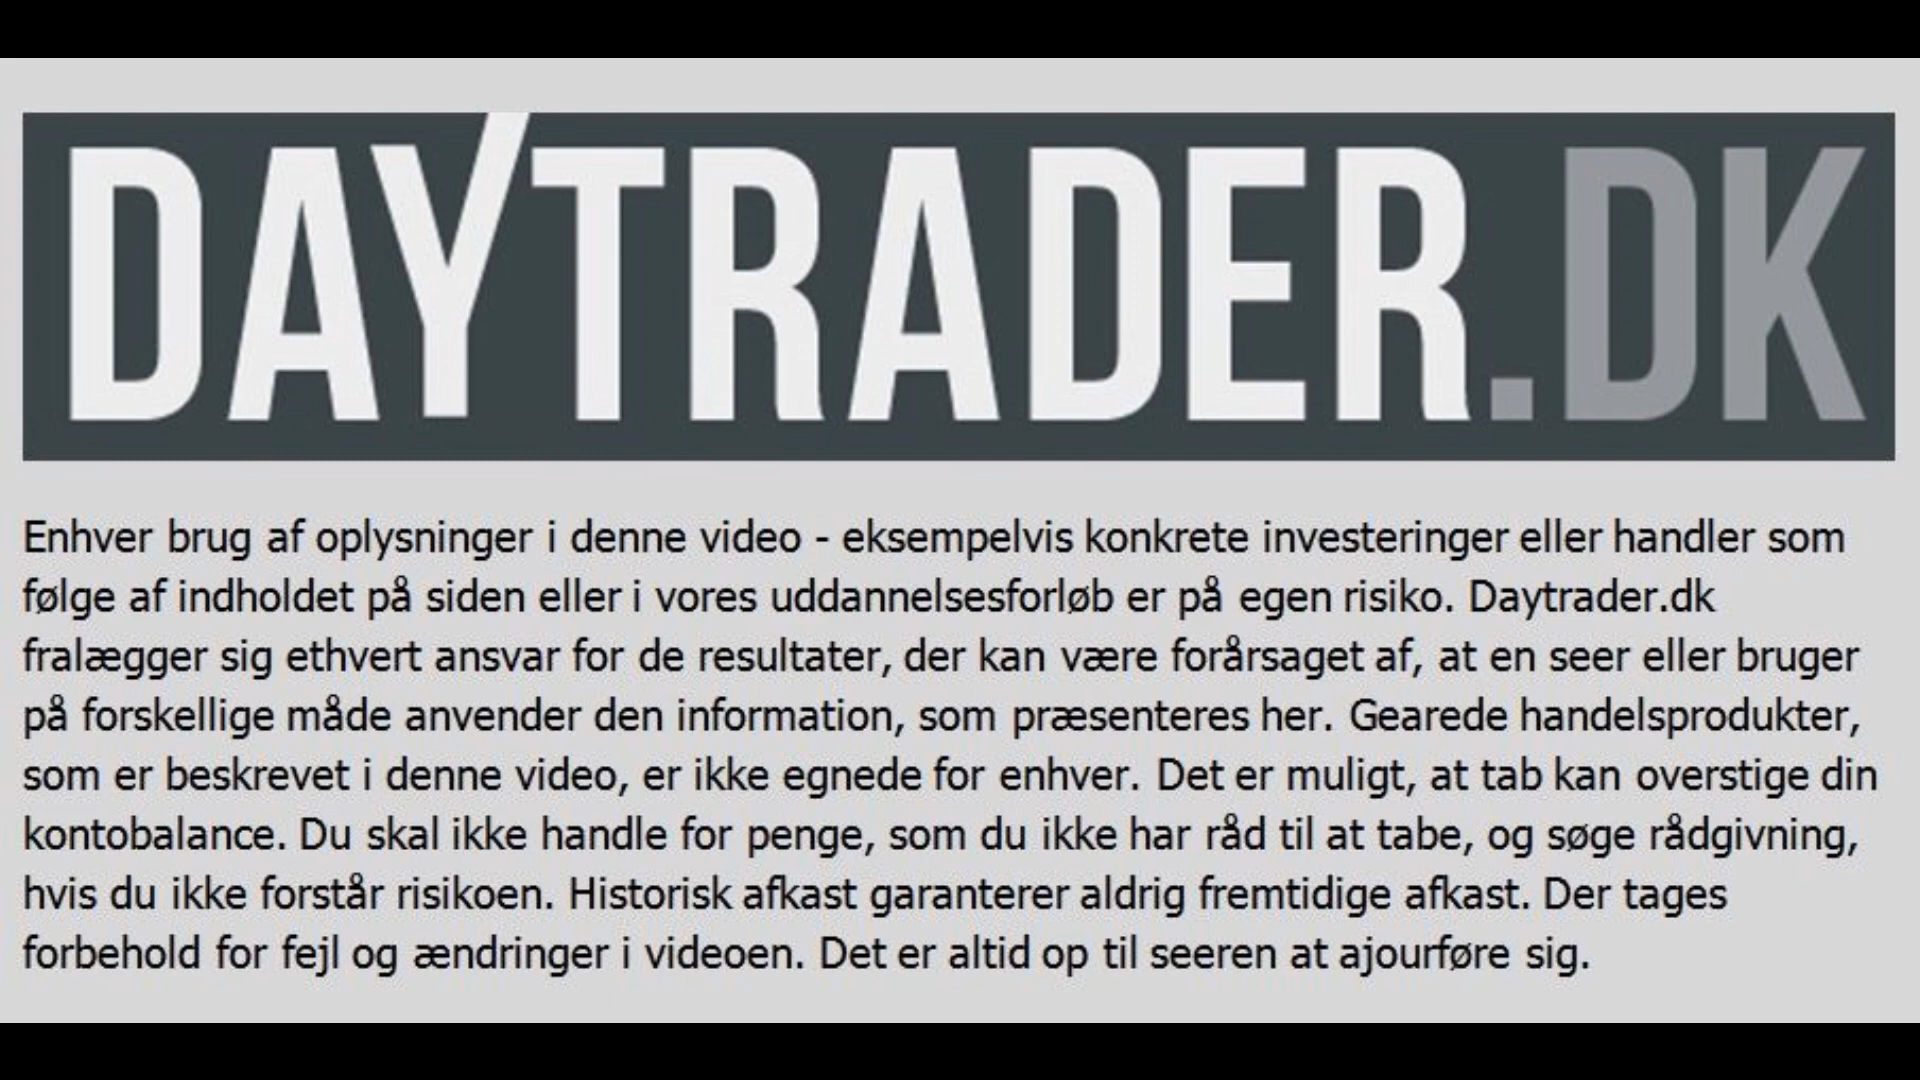 DAYTRADER.DK
Enhver brug af oplysninger i denne video - eksempelvis konkrete investeringer eller handler som
følge af indholdet på siden eller i vores uddannelsesforløb er på egen risiko. Daytrader.dk
fralægger sig ethvert ansvar for de resultater, der kan være forårsaget af, at en seer eller bruger
på forskellige måde anvender den information, som præsenteres her. Gearede handelsprodukter,
som er beskrevet i denne video, er ikke egnede for enhver. Det er muligt, at tab kan overstige din
kontobalance. Du skal ikke handle for penge, som du ikke har råd til at tabe, og søge rådgivning,
hvis du ikke forstår risikoen. Historisk afkast garanterer aldrig fremtidige afkast. Der tages
forbehold for fejl og ændringer i videoen. Det er altid op til seeren at ajourføre sig.